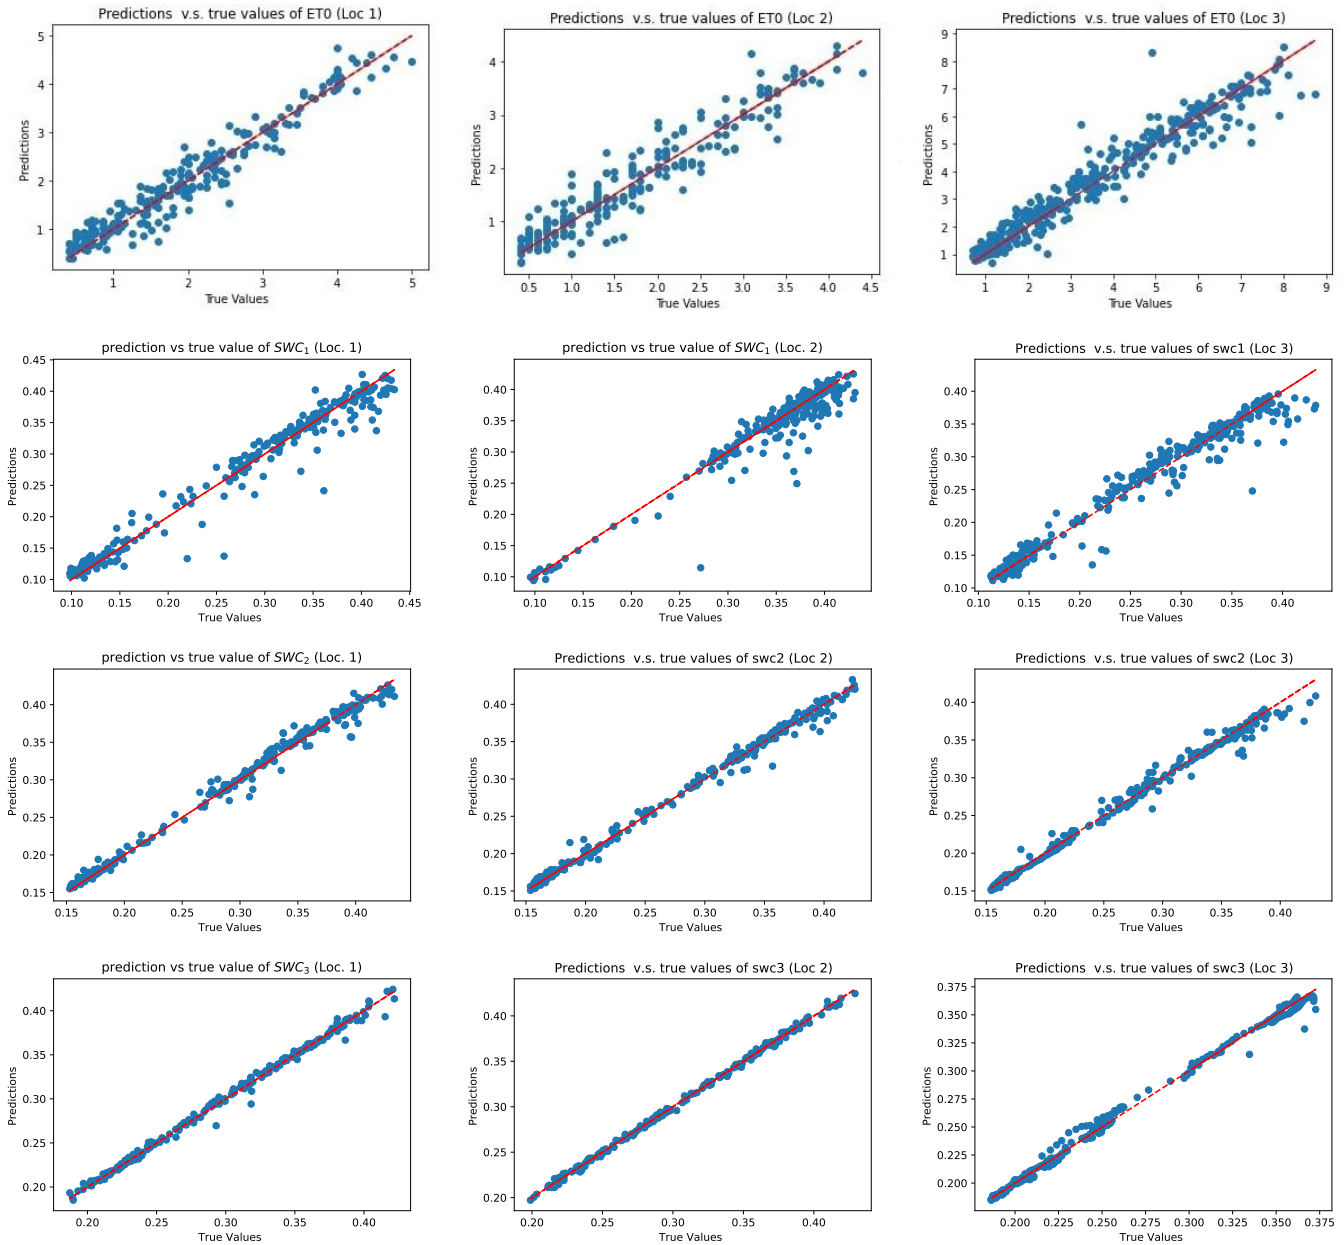 Predictions v.s. true values of ET0 (Loc 1)
5
4
3
2
1
Predictions
1 2 3 4 5
True Values
Predictions v.s. true values of ET0 (Loc 2)
4
3
2
1
Predictions
0.5 1.0 1.5 2.0 2.5 3.0 3.5 4.0 4.5
True Values
Predictions v.s. true values of ET0 (Loc 3)
9
8
7
6
5
4
3
2
1
Predictions
1 2 3 4 5 6 7 8 9
True Values
prediction vs true value of SWC₁ (Loc. 1)
0.45
0.40
0.35
0.30
0.25
0.20
0.15
0.10
Predictions
0.10 0.15 0.20 0.25 0.30 0.35 0.40 0.45
True Values
prediction vs true value of SWC₁ (Loc. 2)
0.40
0.35
0.30
0.25
0.20
0.15
0.10
Predictions
0.10 0.15 0.20 0.25 0.30 0.35 0.40
True Values
Predictions v.s. true values of swc1 (Loc 3)
0.40
0.35
0.30
0.25
0.20
0.15
0.10
Predictions
0.10 0.15 0.20 0.25 0.30 0.35 0.40
True Values
prediction vs true value of SWC₂ (Loc. 1)
0.40
0.35
0.30
0.25
0.20
0.15
Predictions
0.15 0.20 0.25 0.30 0.35 0.40
True Values
Predictions v.s. true values of swc2 (Loc 2)
0.40
0.35
0.30
0.25
0.20
0.15
Predictions
0.15 0.20 0.25 0.30 0.35 0.40
True Values
Predictions v.s. true values of swc2 (Loc 3)
0.40
0.35
0.30
0.25
0.20
0.15
Predictions
0.15 0.20 0.25 0.30 0.35 0.40
True Values
prediction vs true value of SWC₃ (Loc. 1)
0.40
0.35
0.30
0.25
0.20
Predictions
0.20 0.25 0.30 0.35 0.40
True Values
Predictions v.s. true values of swc3 (Loc 2)
0.40
0.35
0.30
0.25
0.20
Predictions
0.20 0.25 0.30 0.35 0.40
True Values
Predictions v.s. true values of swc3 (Loc 3)
0.375
0.350
0.325
0.300
0.275
0.250
0.225
0.200
Predictions
0.200 0.225 0.250 0.275 0.300 0.325 0.350 0.375
True Values